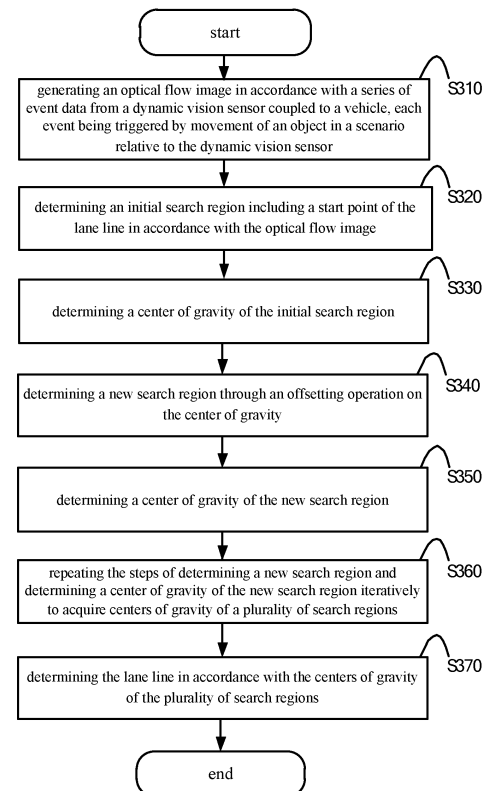 start
generating an optical flow image in accordance with a series of
event data from a dynamic vision sensor coupled to a vehicle, each
event being triggered by movement of an object in a scenario
relative to the dynamic vision sensor
S310
determining an initial search region including a start point of the
lane line in accordance with the optical flow image
S320
determining a center of gravity of the initial search region
S330
determining a new search region through an offsetting operation on
the center of gravity
S340
determining a center of gravity of the new search region
S350
repeating the steps of determining a new search region and
determining a center of gravity of the new search region iteratively
to acquire centers of gravity of a plurality of search regions
S360
determining the lane line in accordance with the centers of gravity
of the plurality of search regions
S370
end